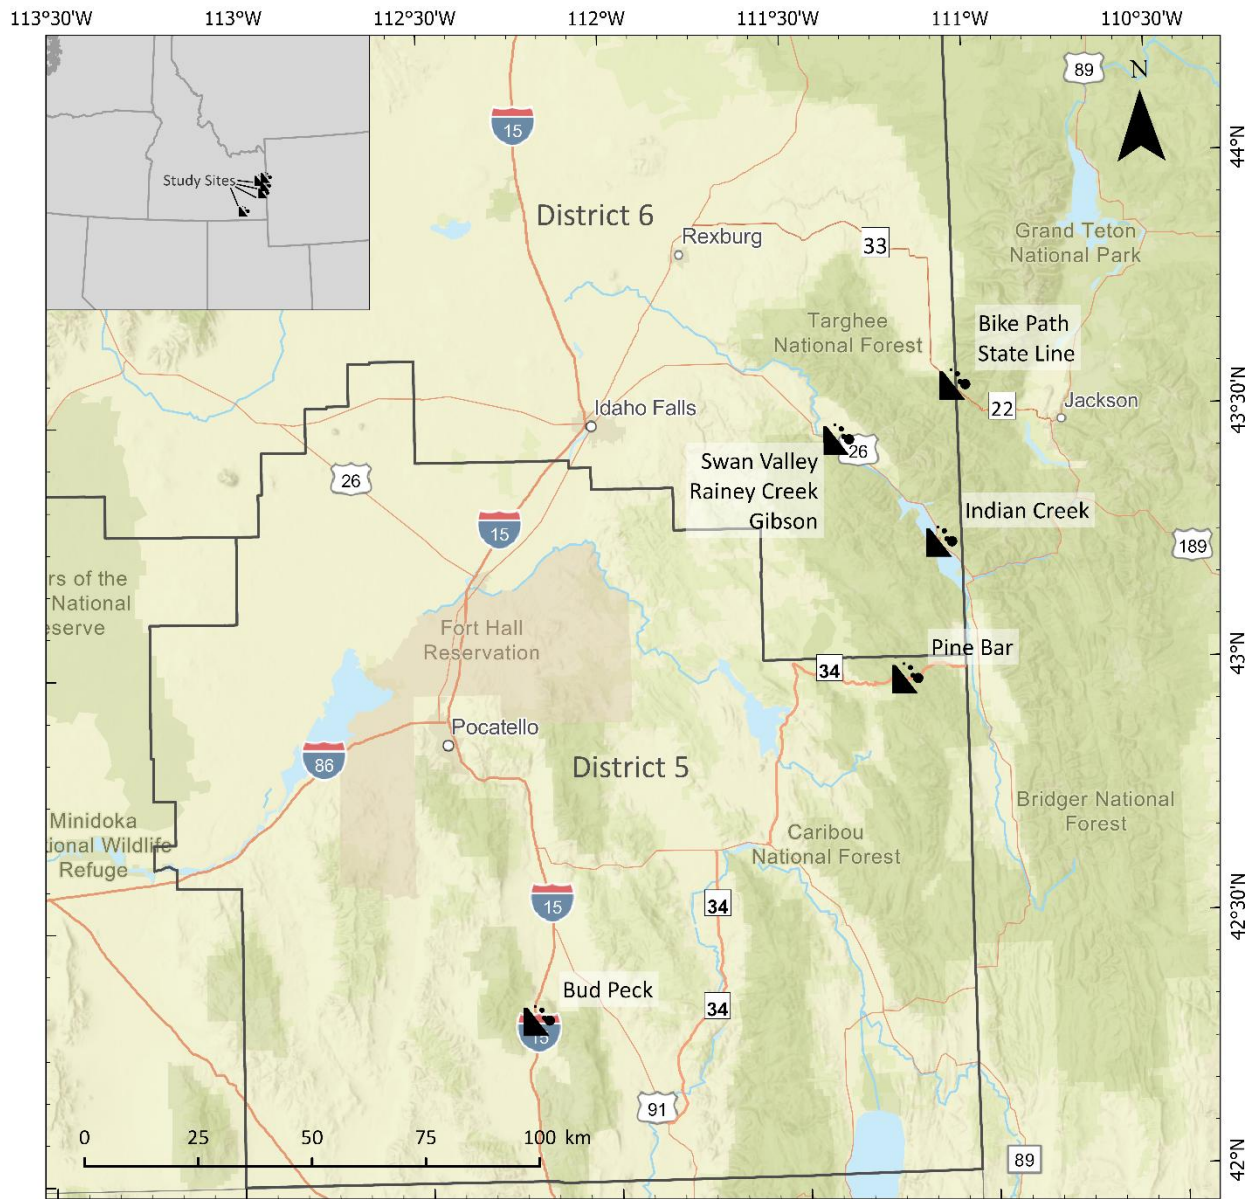 113°30'W
113°W
112°30'W
112°W
111°30'W
111°W
110°30'W
89
N
15
44°N
Study Sites
District 6
Rexburg
33
Grand Teton
National Park
Targhee
National Forest
Bike Path
State Line
22
Jackson
43°30'N
Idaho Falls
26
26
Swan Valley
Rainey Creek
Gibson
Indian Creek
15
189
rs of the
National
eserve
Fort Hall
Reservation
Pine Bar
43°N
34
Pocatello
86
District 5
Bridger National
Forest
Minidoka
ional Wildlife
Refuge
Caribou
National Forest
15
34
42°30'N
Bud Peck
34
15
91
0 25 50 75 100 km
89
42°N